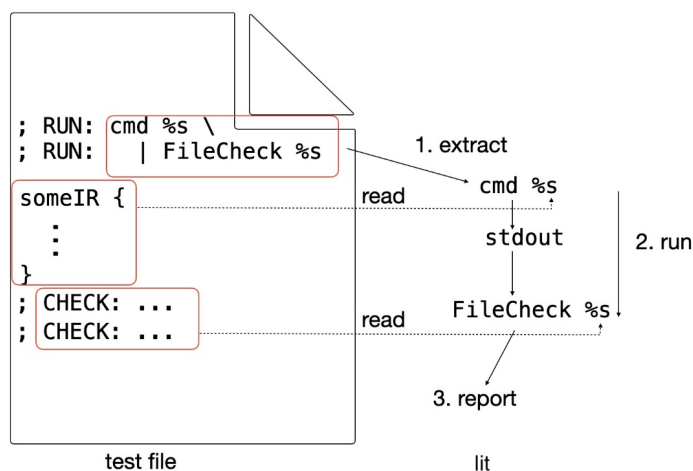 ; RUN: cmd %s \
; RUN:   | FileCheck %s
someIR {
.
.
.
}
; CHECK: ...
; CHECK: ...
test file
1. extract
read
cmd %s
stdout
2. run
FileCheck %s
read
3. report
lit